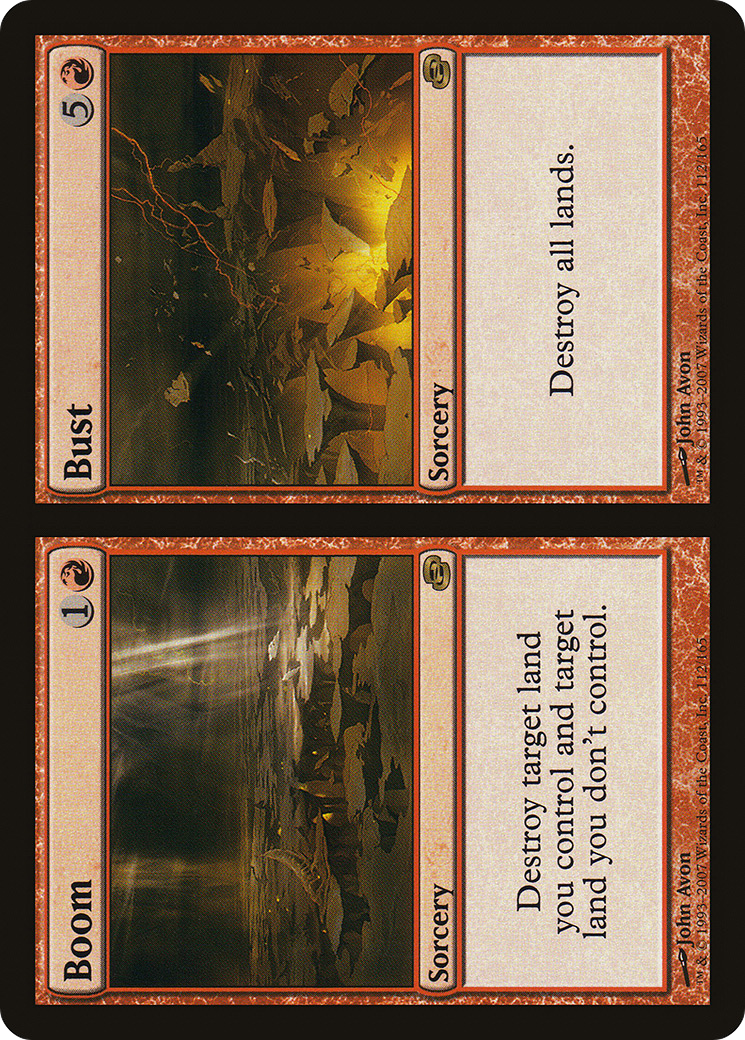 Boom
1
Sorcery
Destroy target land
you control and target
land you don't control.
John Avon
™ & © 1993–2007 Wizards of the Coast, Inc. 112/165
Bust
5
Sorcery
Destroy all lands.
John Avon
™ & © 1993–2007 Wizards of the Coast, Inc. 112/165